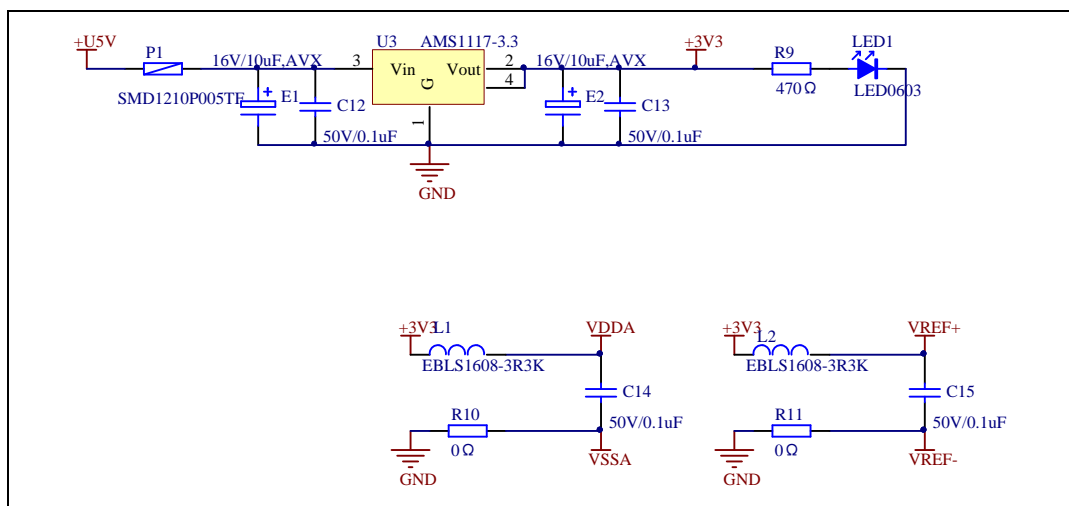 +U5V
P1
SMD1210P005TF
16V/10uF,AVX
E1
C12
50V/0.1uF
U3
AMS1117-3.3
3
Vin
Vout
G
2
4
1
GND
16V/10uF,AVX
E2
C13
50V/0.1uF
+3V3
R9
470Ω
LED1
LED0603
+3V3
L1
EBLS1608-3R3K
VDDA
C14
50V/0.1uF
R10
0Ω
GND
VSSA
+3V3
L2
EBLS1608-3R3K
VREF+
C15
50V/0.1uF
R11
0Ω
GND
VREF-